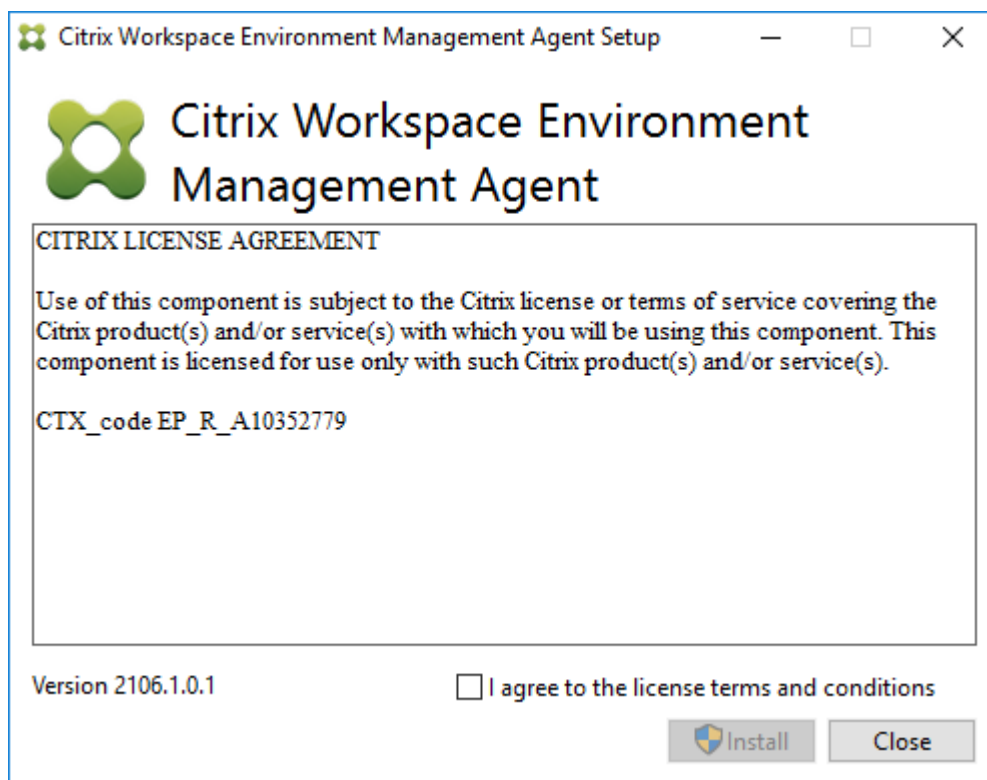 Citrix Workspace Environment Management Agent Setup
Citrix Workspace Environment
Management Agent
CITRIX LICENSE AGREEMENT
Use of this component is subject to the Citrix license or terms of service covering the
Citrix product(s) and/or service(s) with which you will be using this component. This
component is licensed for use only with such Citrix product(s) and/or service(s).
CTX_code EP_R_A10352779
Version 2106.1.0.1
I agree to the license terms and conditions
Install
Close